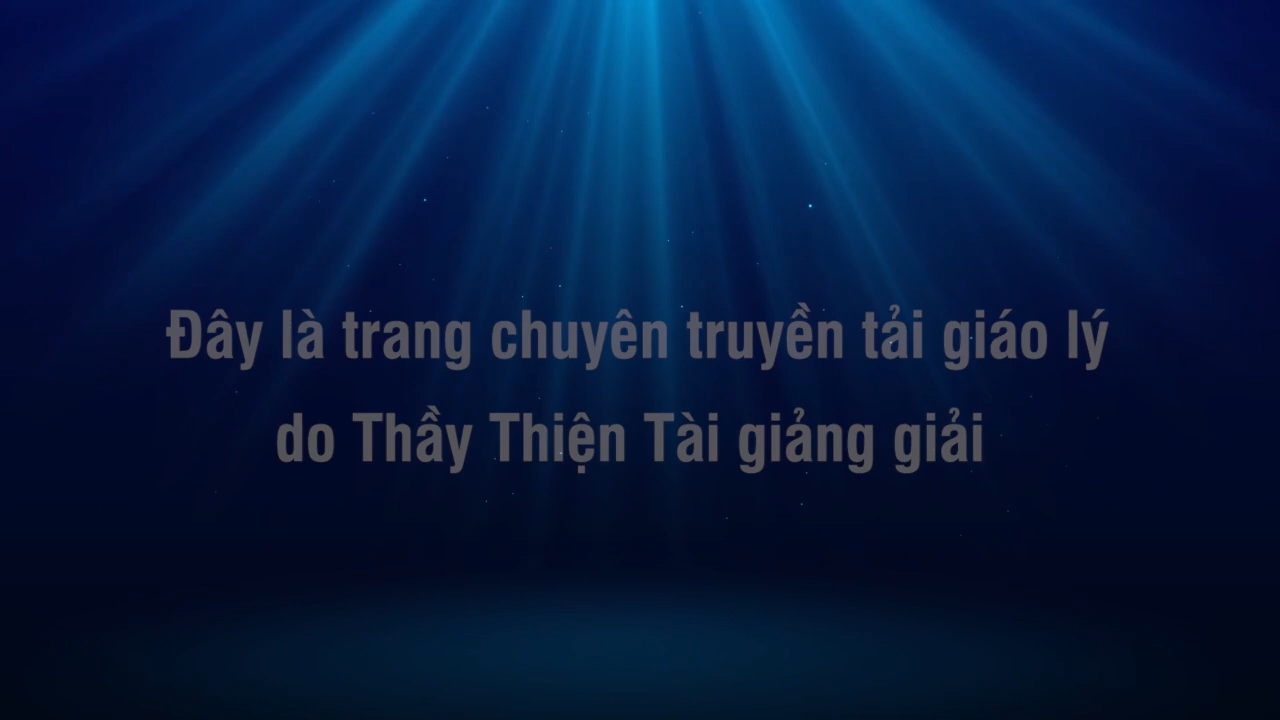 Đây là trang chuyên truyền tải giáo lý
do Thầy Thiện Tài giảng giải